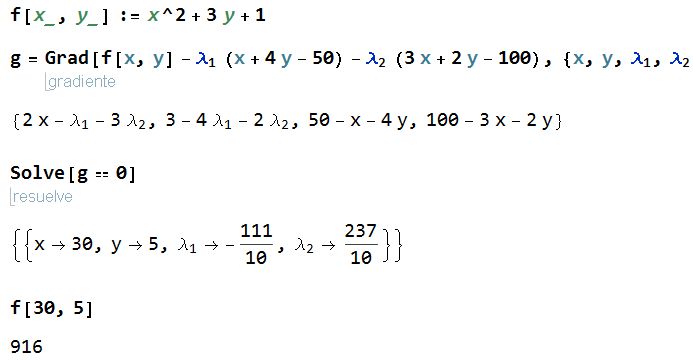 f[x_, y_] := x^2 + 3 y + 1
g = Grad[f[x, y] - λ₁ (x + 4 y - 50) - λ₂ (3 x + 2 y - 100), {x, y, λ₁, λ₂
gradiente
{2 x - λ₁ - 3 λ₂, 3 - 4 λ₁ - 2 λ₂, 50 - x - 4 y, 100 - 3 x - 2 y}
Solve[g == 0]
resuelve
{{x → 30, y → 5, λ₁ → -111/10, λ₂ → 237/10}}
f[30, 5]
916